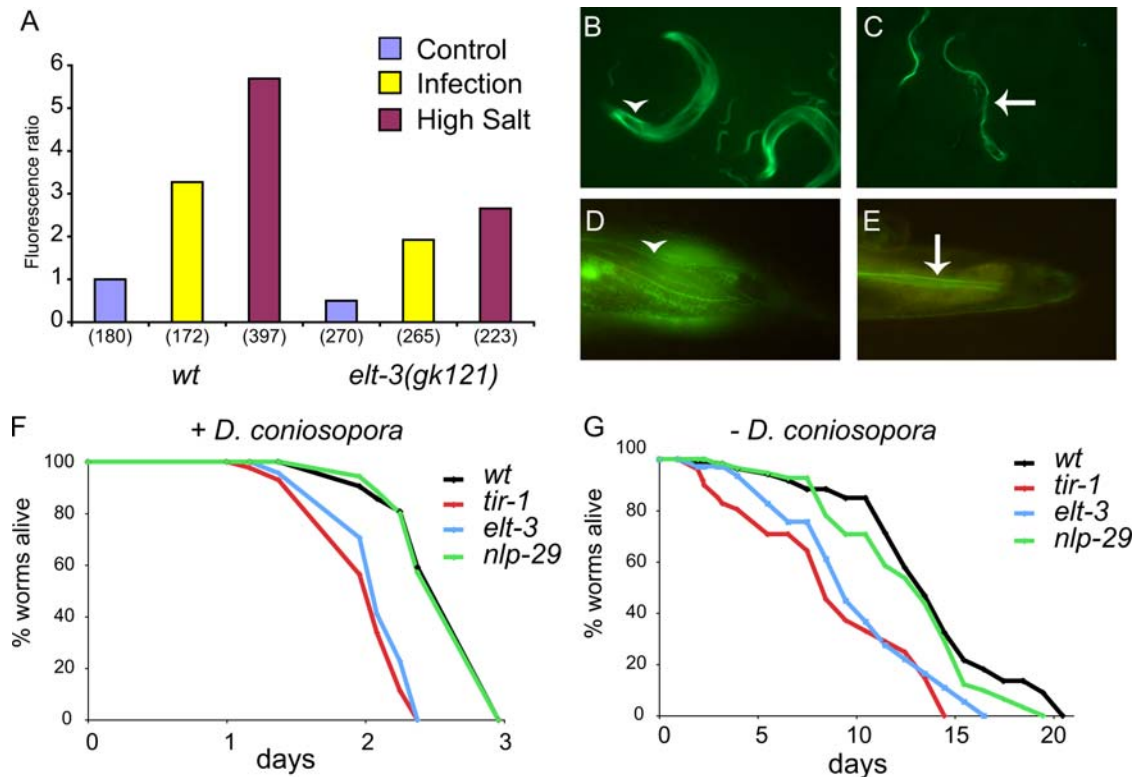 A
Control
Infection
High Salt
Fluorescence ratio
6
5
4
3
2
1
0
(180) (172) (397) (270) (265) (223)
wt elt-3(gk121)
B
C
D
E
F
+ D. coniosopora
100
80
60
40
20
0
% worms alive
wt
tir-1
elt-3
nlp-29
0 1 2 3
days
G
- D. coniosopora
100
80
60
40
20
0
% worms alive
wt
tir-1
elt-3
nlp-29
0 5 10 15 20
days